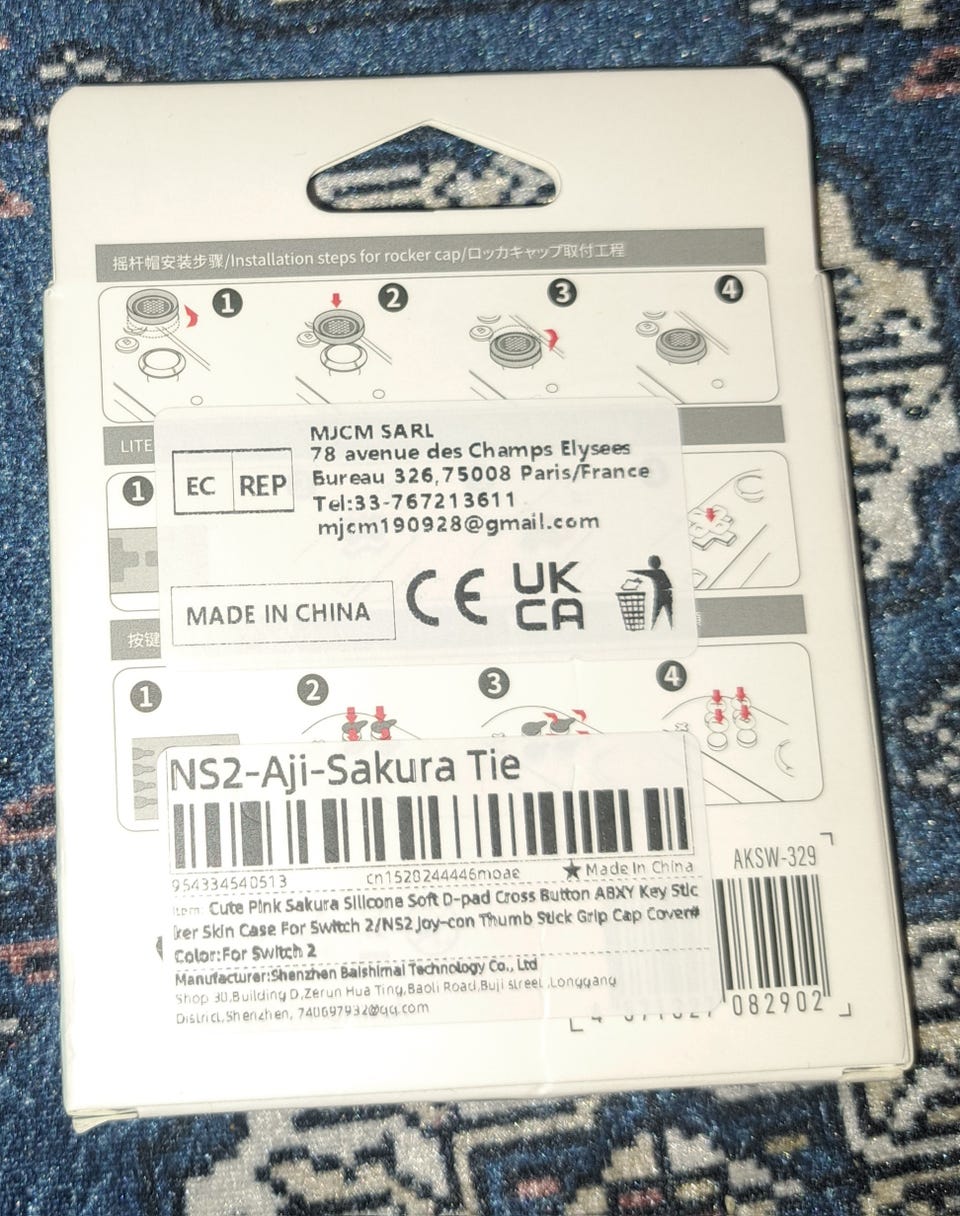 摇杆帽安装步骤/Installation steps for rocker cap/ロッカキャップ取付工程
1 2 3 4
LITE
1
EC REP
MJCM SARL
78 avenue des Champs Elysees
Bureau 326,75008 Paris/France
Tel:33-767213611
mjcm190928@gmail.com
MADE IN CHINA
CE
UK
CA
按键
1 2 3 4
NS2-Aji-Sakura Tie
954334540513 cn1528244446moae ★Made In China
Item: Cute Pink Sakura Silicone Soft D-pad Cross Button ABXY Key Stic
ker Skin Case For Switch 2/NS2 Joy-con Thumb Stick Grip Cap Cover#
Color:For Switch 2
Manufacturer:Shenzhen Baishimai Technology Co., Ltd
Shop 30,Building D,Zerun Hua Ting,Baoli Road,Buji street ,Longgang
District,Shenzhen, 740697932@qq.com
AKSW-329
082902